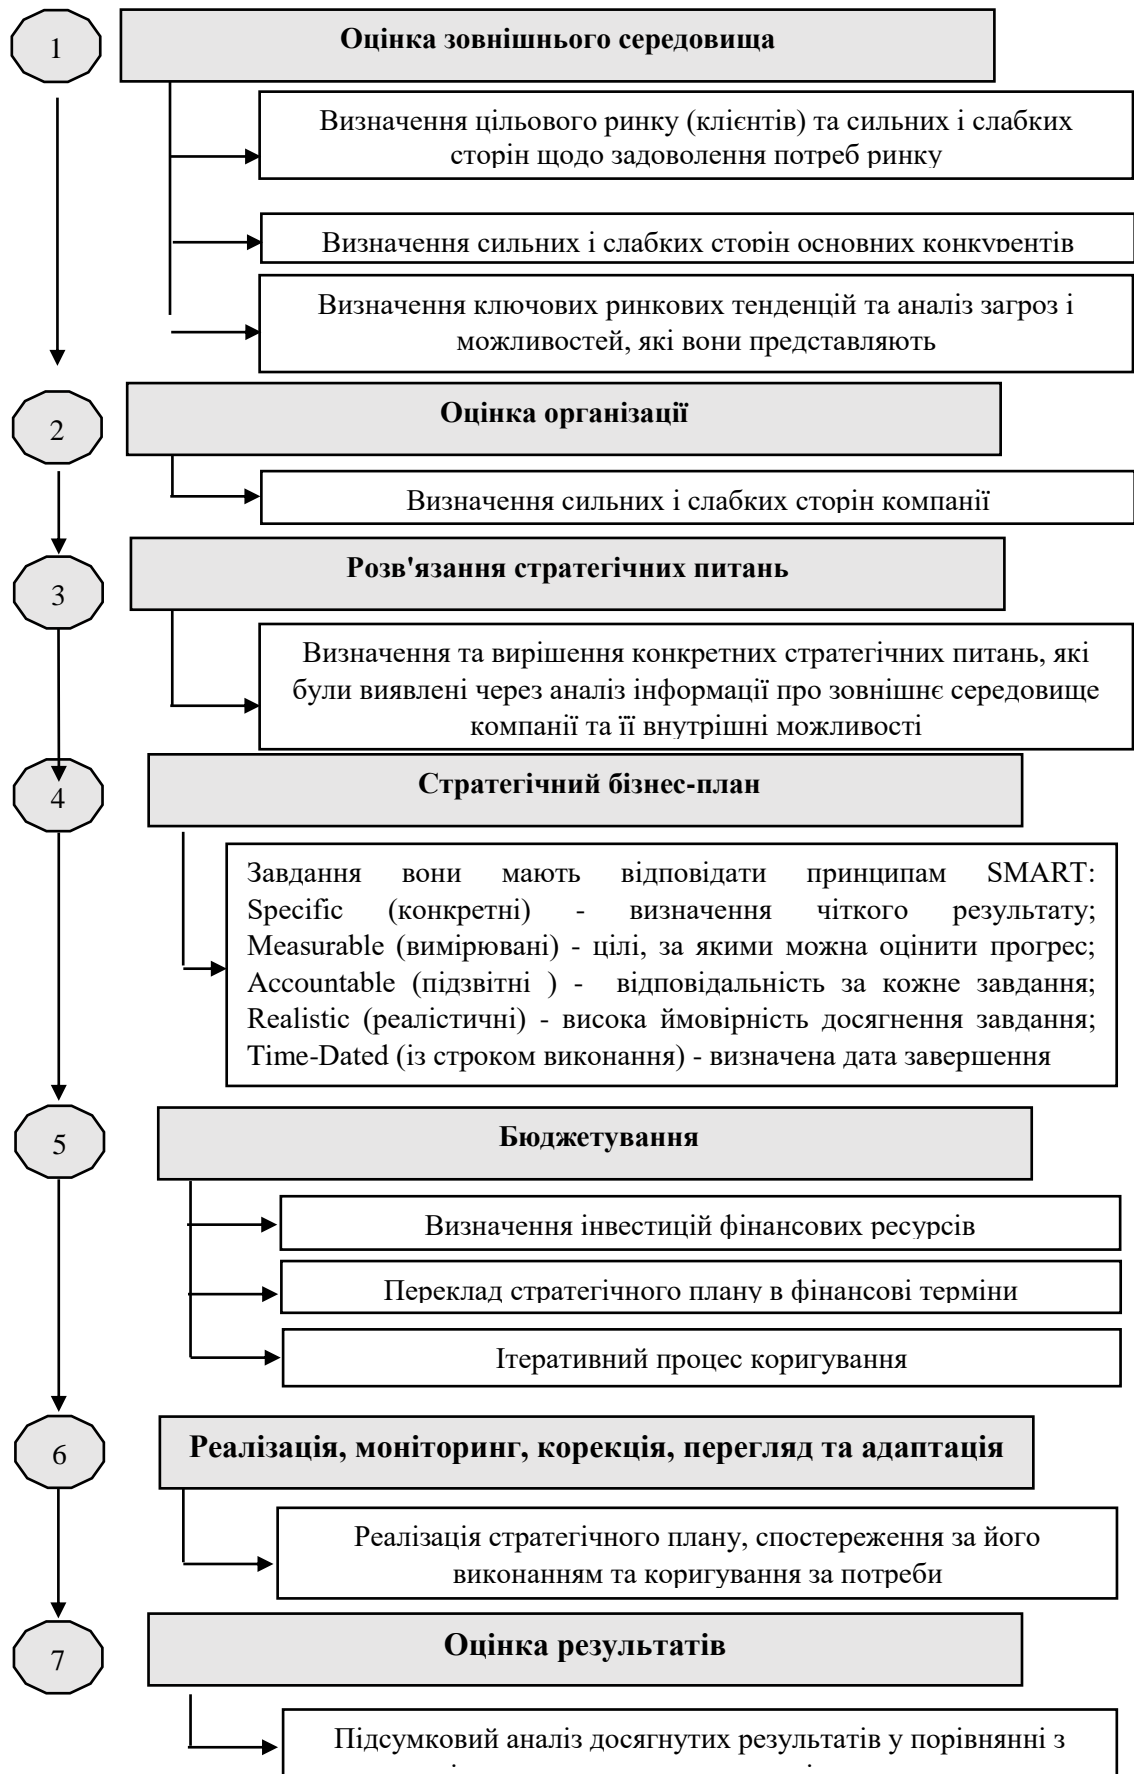 1
Оцінка зовнішнього середовища
Визначення цільового ринку (клієнтів) та сильних і слабких
сторін щодо задоволення потреб ринку
Визначення сильних і слабких сторін основних конкурентів
Визначення ключових ринкових тенденцій та аналіз загроз і
можливостей, які вони представляють
2
Оцінка організації
Визначення сильних і слабких сторін компанії
3
Розв'язання стратегічних питань
Визначення та вирішення конкретних стратегічних питань, які
були виявлені через аналіз інформації про зовнішнє середовище
компанії та її внутрішні можливості
4
Стратегічний бізнес-план
Завдання вони мають відповідати принципам SMART:
Specific (конкретні) - визначення чіткого результату;
Measurable (вимірювані) - цілі, за якими можна оцінити прогрес;
Accountable (підзвітні ) - відповідальність за кожне завдання;
Realistic (реалістичні) - висока ймовірність досягнення завдання;
Time-Dated (із строком виконання) - визначена дата завершення
5
Бюджетування
Визначення інвестицій фінансових ресурсів
Переклад стратегічного плану в фінансові терміни
Ітеративний процес коригування
6
Реалізація, моніторинг, корекція, перегляд та адаптація
Реалізація стратегічного плану, спостереження за його
виконанням та коригування за потреби
7
Оцінка результатів
Підсумковий аналіз досягнутих результатів у порівнянні з